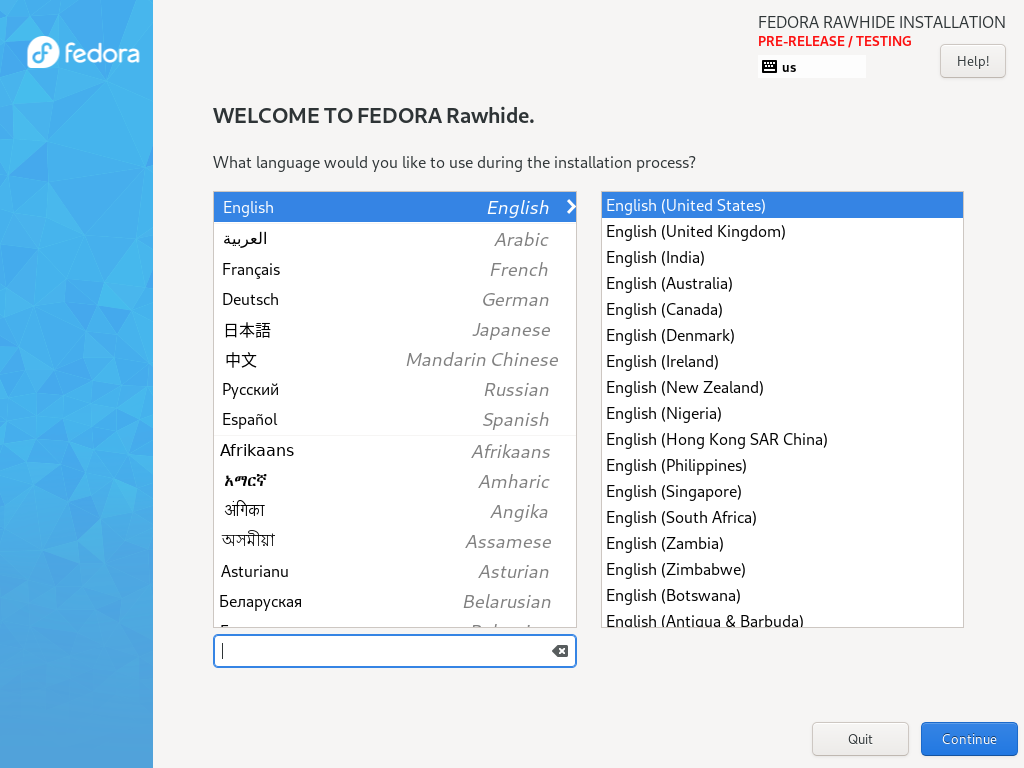 fedora
FEDORA RAWHIDE INSTALLATION
PRE-RELEASE / TESTING
us
Help!
WELCOME TO FEDORA Rawhide.
What language would you like to use during the installation process?
English English
العربية Arabic
Français French
Deutsch German
日本語 Japanese
中文 Mandarin Chinese
Русский Russian
Español Spanish
Afrikaans Afrikaans
አማርኛ Amharic
अंगिका Angika
অসমীয়া Assamese
Asturianu Asturian
Беларуская Belarusian
English (United States)
English (United Kingdom)
English (India)
English (Australia)
English (Canada)
English (Denmark)
English (Ireland)
English (New Zealand)
English (Nigeria)
English (Hong Kong SAR China)
English (Philippines)
English (Singapore)
English (South Africa)
English (Zambia)
English (Zimbabwe)
English (Botswana)
English (Antigua & Barbuda)
Quit
Continue